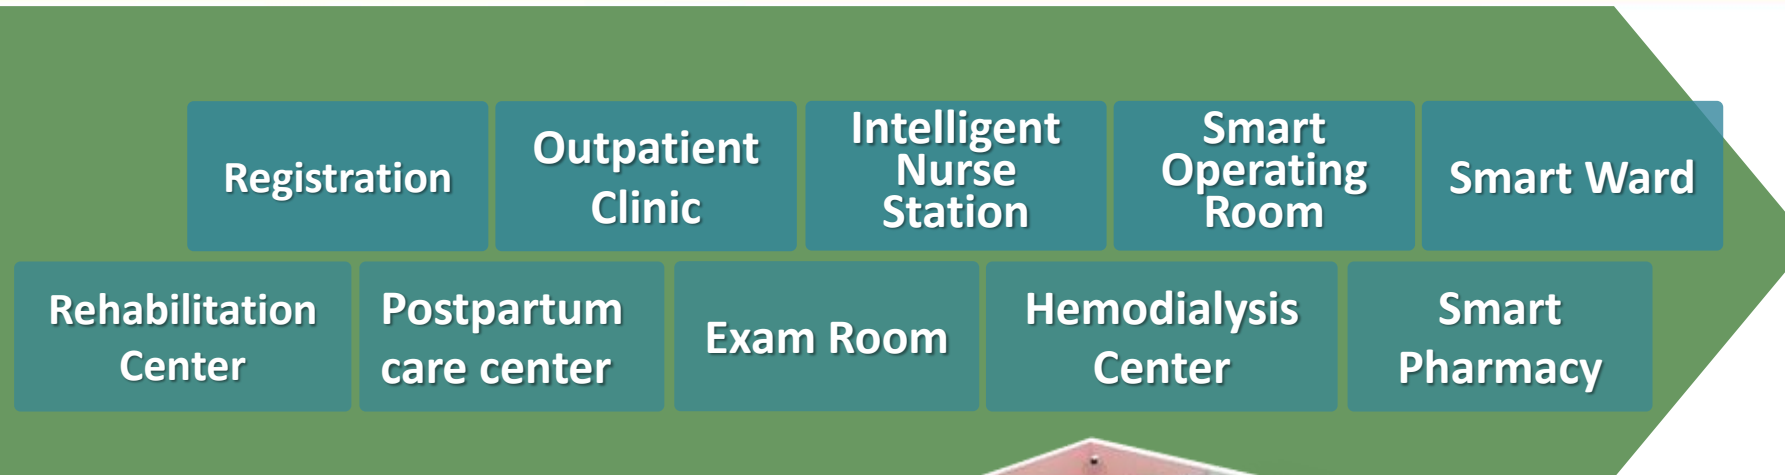 Registration
Outpatient
Clinic
Intelligent
Nurse
Station
Smart
Operating
Room
Smart Ward
Rehabilitation
Center
Postpartum
care center
Exam Room
Hemodialysis
Center
Smart
Pharmacy